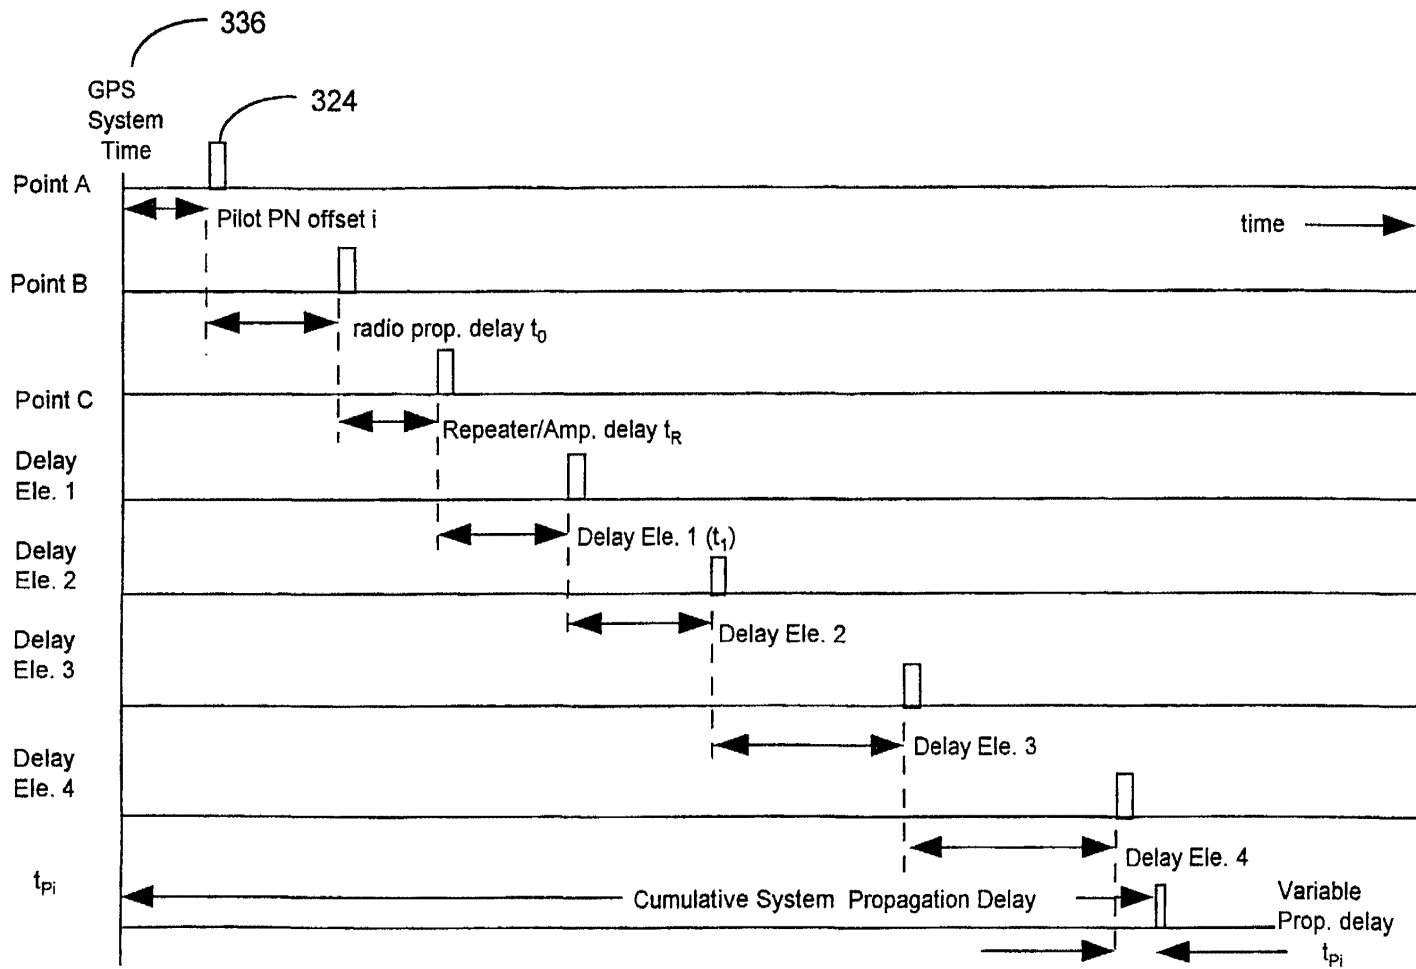 336
GPS
System
Time
324
Point A
Pilot PN offset i
time
Point B
radio prop. delay t0
Point C
Repeater/Amp. delay tR
Delay
Ele. 1
Delay Ele. 1 (t1)
Delay
Ele. 2
Delay Ele. 2
Delay
Ele. 3
Delay Ele. 3
Delay
Ele. 4
Delay Ele. 4
tPi
Cumulative System Propagation Delay
Variable
Prop. delay
tPi